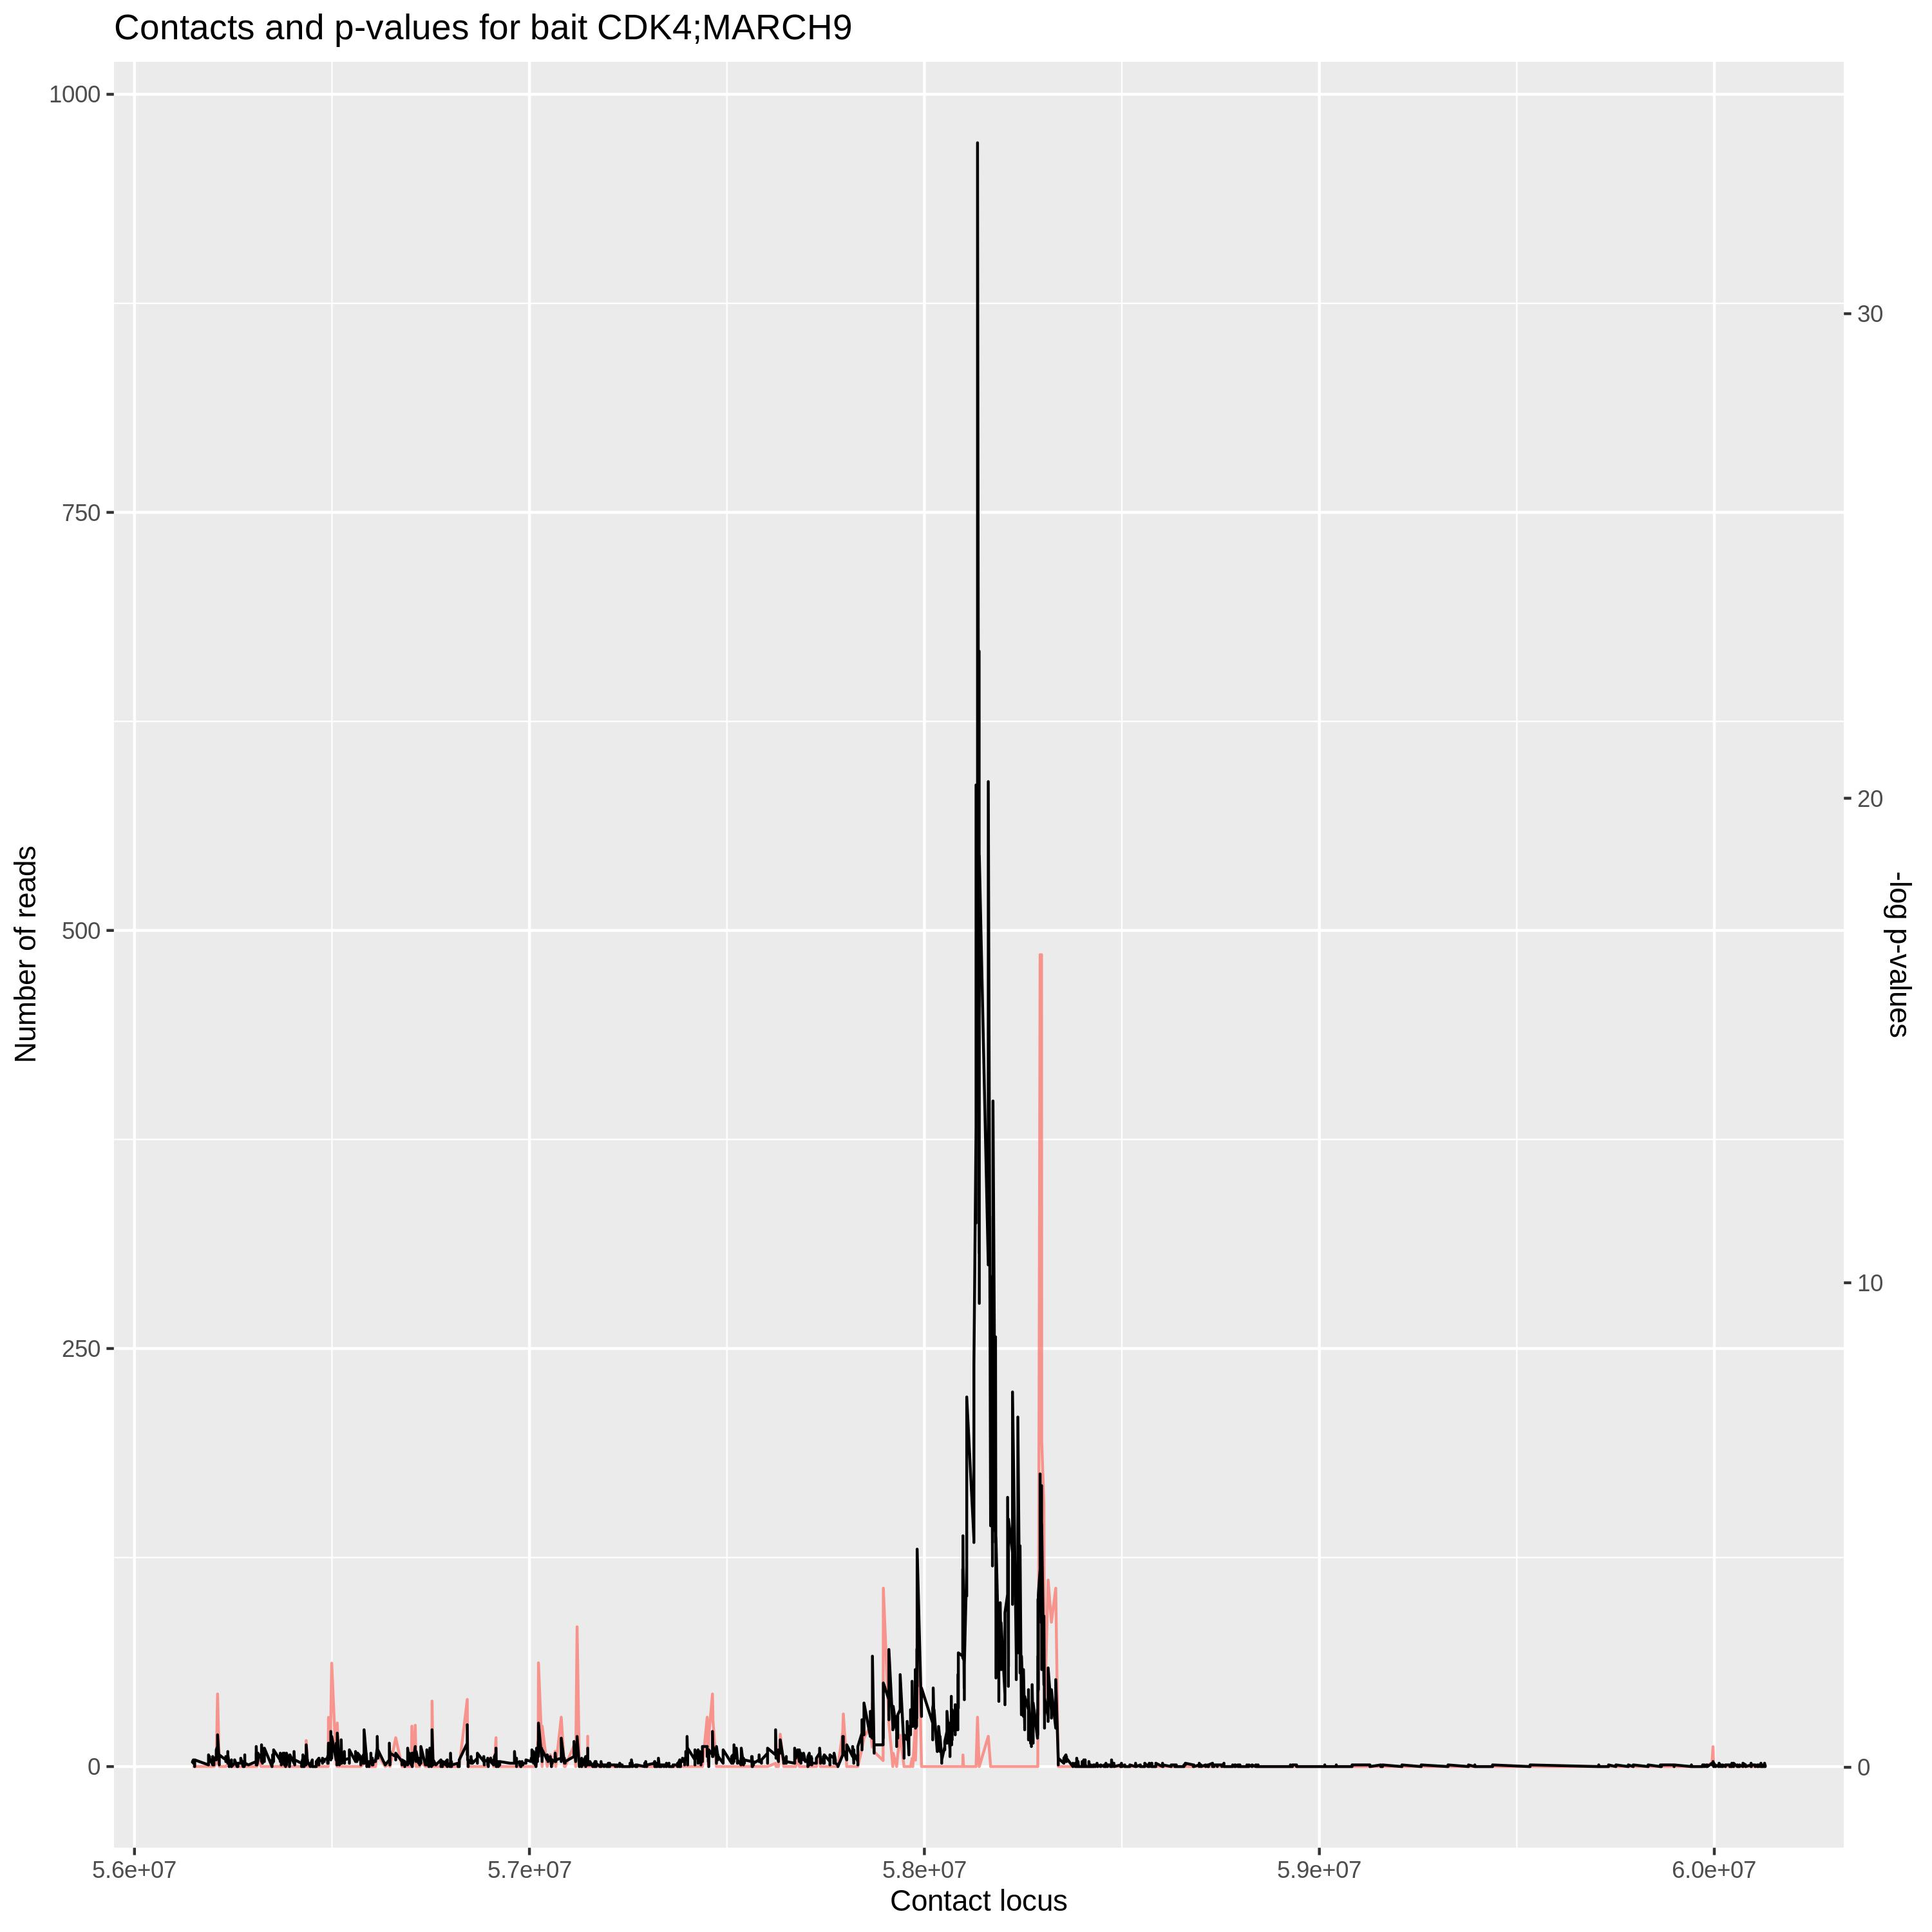 Contacts and p-values for bait CDK4;MARCH9
1000
750
500
250
0
Number of reads
30
20
10
0
-log p-values
5.6e+07
5.7e+07
5.8e+07
5.9e+07
6.0e+07
Contact locus